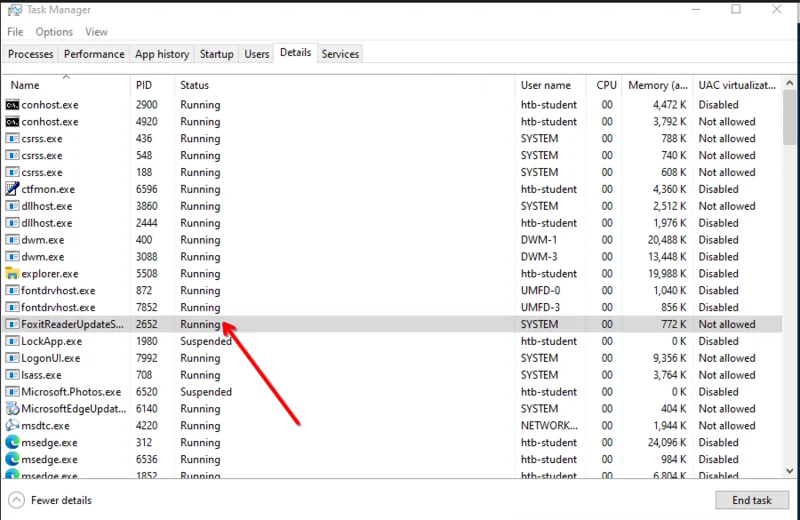 Task Manager
File Options View
Processes Performance App history Startup Users Details Services
Name PID Status User name CPU Memory (a... UAC virtualizat...
conhost.exe 2900 Running htb-student 00 4,472 K Disabled
conhost.exe 4920 Running htb-student 00 3,792 K Not allowed
csrss.exe 436 Running SYSTEM 00 788 K Not allowed
csrss.exe 548 Running SYSTEM 00 740 K Not allowed
csrss.exe 188 Running SYSTEM 00 608 K Not allowed
ctfmon.exe 6596 Running htb-student 00 4,360 K Disabled
dllhost.exe 3860 Running SYSTEM 00 2,512 K Not allowed
dllhost.exe 2444 Running htb-student 00 1,976 K Disabled
dwm.exe 400 Running DWM-1 00 20,488 K Disabled
dwm.exe 3088 Running DWM-3 00 13,448 K Disabled
explorer.exe 5508 Running htb-student 00 19,988 K Disabled
fontdrvhost.exe 872 Running UMFD-0 00 1,040 K Disabled
fontdrvhost.exe 7852 Running UMFD-3 00 856 K Disabled
FoxitReaderUpdateS... 2652 Running SYSTEM 00 772 K Not allowed
LockApp.exe 1980 Suspended htb-student 00 0 K Disabled
LogonUI.exe 7992 Running SYSTEM 00 9,356 K Not allowed
lsass.exe 708 Running SYSTEM 00 3,764 K Not allowed
Microsoft.Photos.exe 6520 Suspended htb-student 00 0 K Disabled
MicrosoftEdgeUpdat... 6140 Running SYSTEM 00 404 K Not allowed
msdtc.exe 4220 Running NETWORK... 00 1,944 K Not allowed
msedge.exe 312 Running htb-student 00 24,096 K Disabled
msedge.exe 6536 Running htb-student 00 984 K Disabled
msedge.exe 1852 Running htb-student 00 6,804 K Disabled
Fewer details End task